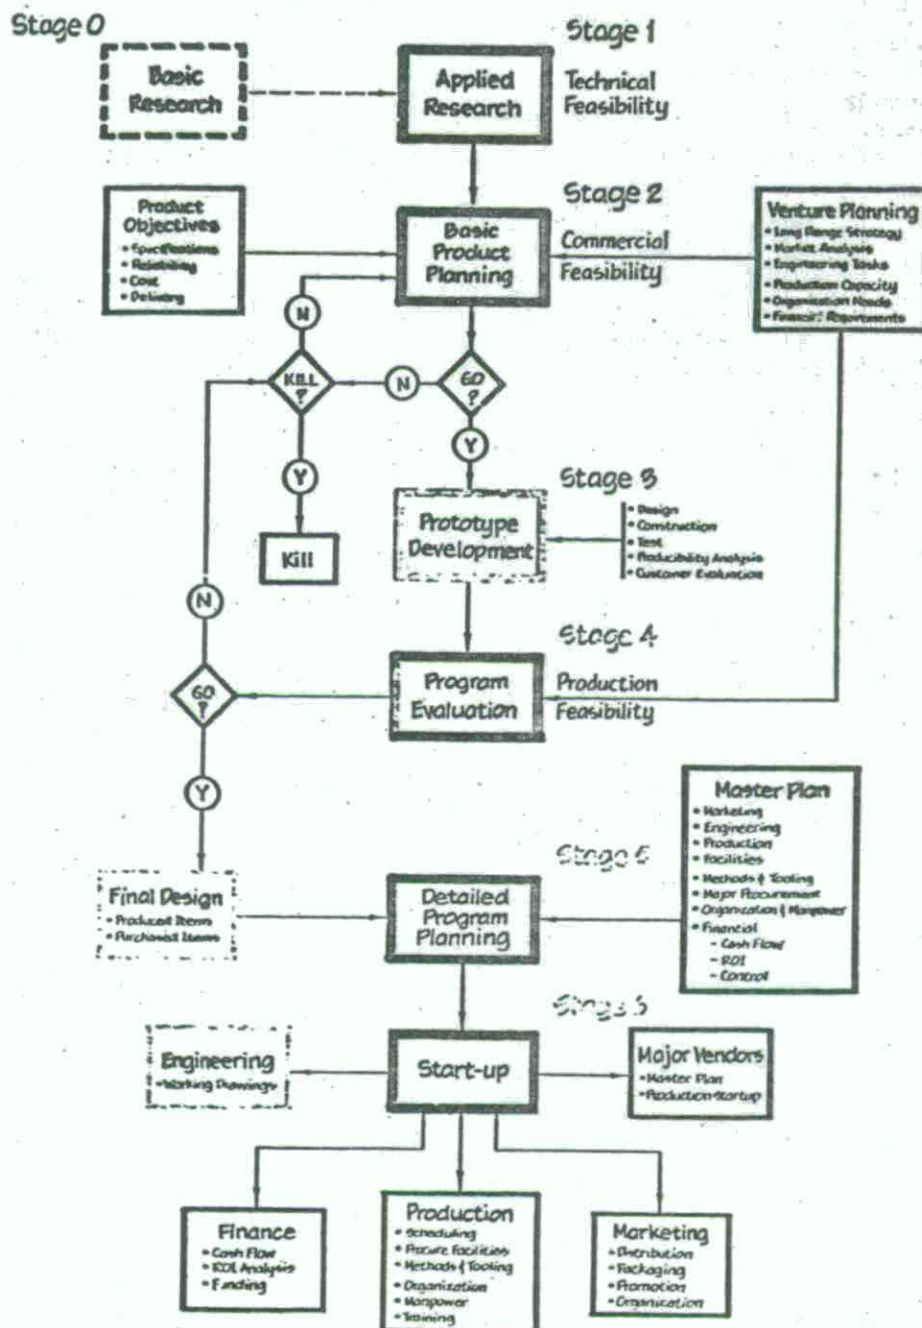 Stage 0
Basic
Research
Applied
Research
Stage 1
Technical
Feasibility
Product
Objectives
• Specifications
• Reliability
• Cost
• Delivery
Basic
Product
Planning
Stage 2
Commercial
Feasibility
Venture Planning
• Long Range Strategy
• Market Analysis
• Engineering Tasks
• Production Capacity
• Organization Needs
• Financial Requirements
N
KILL
?
N
GO
?
Y
Y
Kill
Prototype
Development
Stage 3
• Design
• Construction
• Test
• Producibility Analysis
• Customer Evaluation
N
GO
?
Program
Evaluation
Stage 4
Production
Feasibility
Y
Final Design
• Produced Items
• Purchased Items
Detailed
Program
Planning
Stage
Master Plan
• Marketing
• Engineering
• Production
• Facilities
• Methods & Tooling
• Major Procurement
• Organization & Manpower
• Financial
– Cash Flow
– ROI
– Control
Engineering
• Working Drawings
Start-up
Stage
Major Vendors
• Master Plan
• Production Startup
Finance
• Cash Flow
• ROI Analysis
• Funding
Production
• Scheduling
• Procure Facilities
• Methods & Tooling
• Organization
• Manpower
• Training
Marketing
• Distribution
• Packaging
• Promotion
• Organization